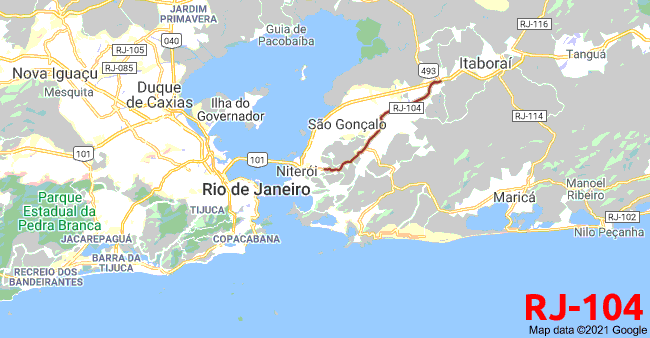 JARDIM
PRIMAVERA
Guia de
Pacobaíba
RJ-116
RJ-105
040
493
Itaboraí
Tanguá
Nova Iguaçu
RJ-085
Mesquita
Duque
de Caxias
Ilha do
Governador
RJ-104
São Gonçalo
RJ-114
101
101
Niterói
Rio de Janeiro
Parque
Estadual da
Pedra Branca
TIJUCA
Maricá
Manoel
Ribeiro
RJ-102
Nilo Peçanha
JACAREPAGUÁ
COPACABANA
BARRA DA
TIJUCA
RECREIO DOS
BANDEIRANTES
RJ-104
Map data ©2021 Google